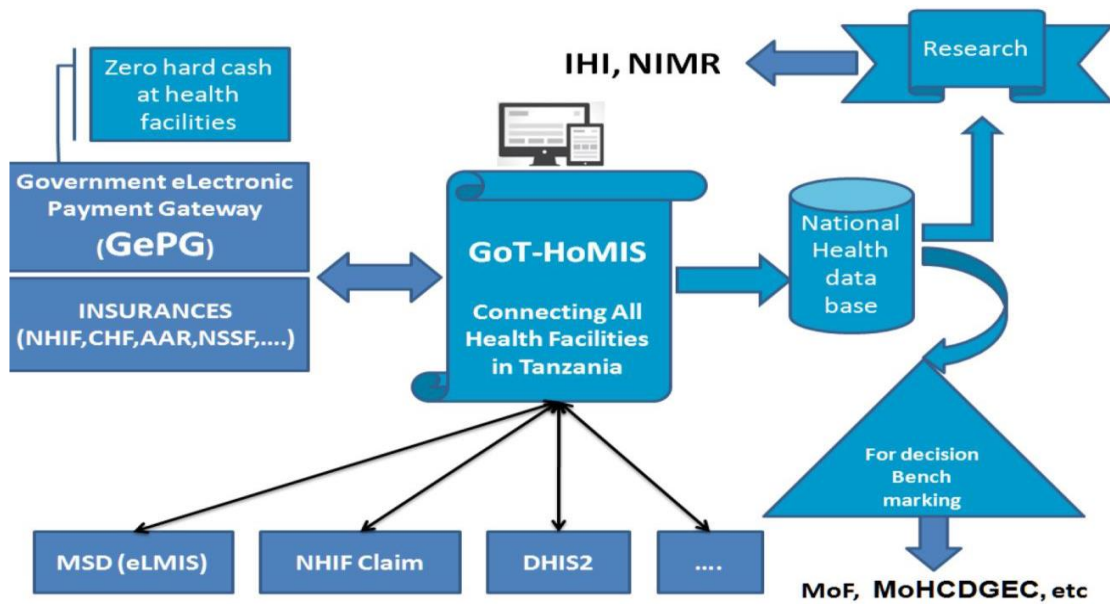 Zero hard cash
at health
facilities
Government eLectronic
Payment Gateway
(GePG)
INSURANCES
(NHIF,CHF,AAR,NSSF,....)
IHI, NIMR
Research
GoT-HoMIS
Connecting All
Health Facilities
in Tanzania
National
Health
data
base
For decision
Bench
marking
MSD (eLMIS)
NHIF Claim
DHIS2
....
MoF, MoHCDGEC, etc